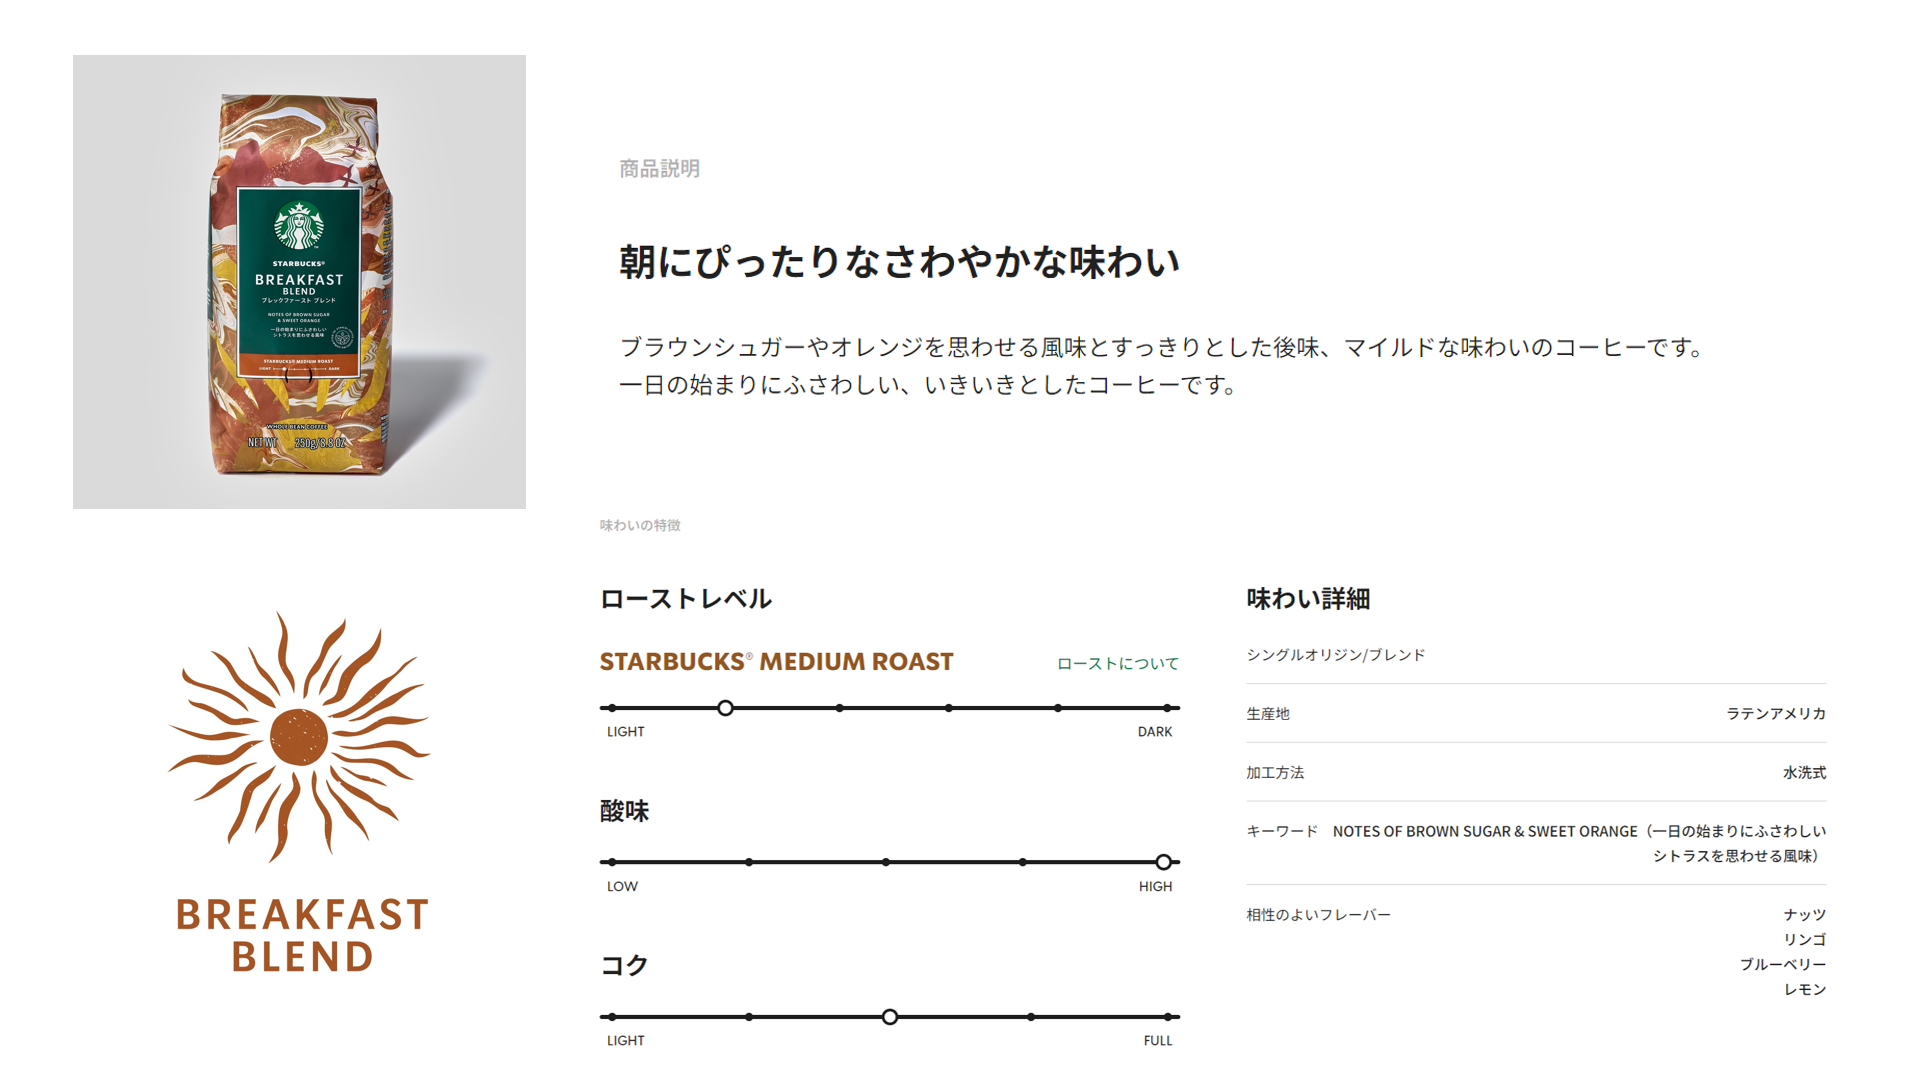 STARBUCKS®
BREAKFAST
BLEND
ブレックファースト ブレンド
NOTES OF BROWN SUGAR
& SWEET ORANGE
一日の始まりにふさわしい
シトラスを思わせる風味
STARBUCKS® MEDIUM ROAST
LIGHT DARK
WHOLE BEAN COFFEE
NET WT 250g/8.8 OZ
BREAKFAST
BLEND
商品説明
朝にぴったりなさわやかな味わい
ブラウンシュガーやオレンジを思わせる風味とすっきりとした後味、マイルドな味わいのコーヒーです。
一日の始まりにふさわしい、いきいきとしたコーヒーです。
味わいの特徴
ローストレベル
STARBUCKS® MEDIUM ROAST ローストについて
LIGHT DARK
酸味
LOW HIGH
コク
LIGHT FULL
味わい詳細
シングルオリジン/ブレンド
生産地 ラテンアメリカ
加工方法 水洗式
キーワード NOTES OF BROWN SUGAR & SWEET ORANGE（一日の始まりにふさわしい
シトラスを思わせる風味）
相性のよいフレーバー ナッツ
リンゴ
ブルーベリー
レモン